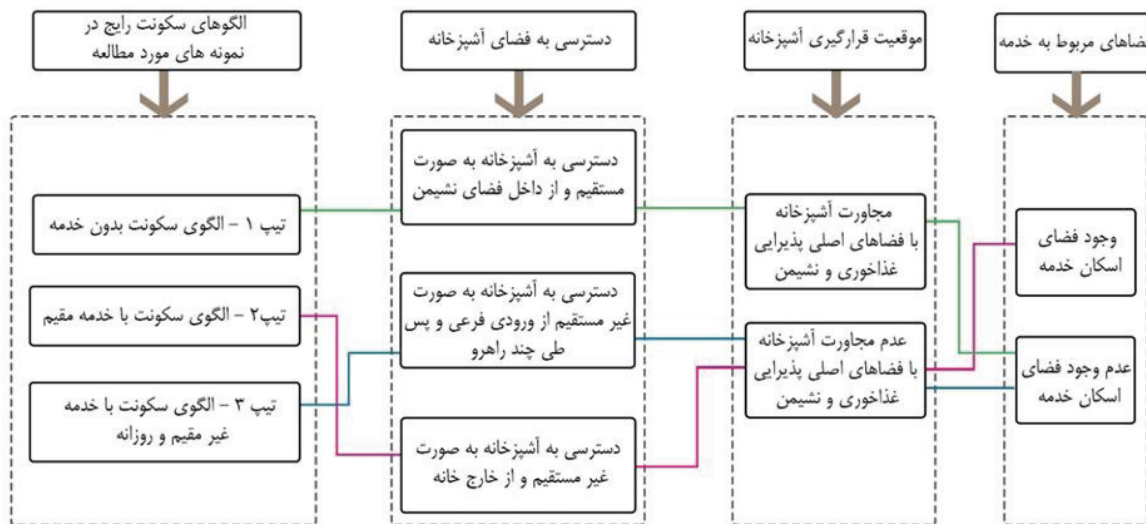 الگوهای سکونت رایج در
نمونه های مورد مطالعه
تیپ ۱ – الگوی سکونت بدون خدمه
تیپ۲ – الگوی سکونت با خدمه مقیم
تیپ ۳ – الگوی سکونت با خدمه
غیر مقیم و روزانه
دسترسی به فضای آشپزخانه
دسترسی به آشپزخانه به صورت
مستقیم و از داخل فضای نشیمن
دسترسی به آشپزخانه به صورت
غیر مستقیم از ورودی فرعی و پس
طی چند راهرو
دسترسی به آشپزخانه به صورت
غیر مستقیم و از خارج خانه
موقعیت قرارگیری آشپزخانه
مجاورت آشپزخانه
با فضاهای اصلی پذیرایی
غذاخوری و نشیمن
عدم مجاورت آشپزخانه
با فضاهای اصلی پذیرایی
غذاخوری و نشیمن
ضاهای مربوط به خدمه
وجود فضای
اسکان خدمه
عدم وجود فضای
اسکان خدمه